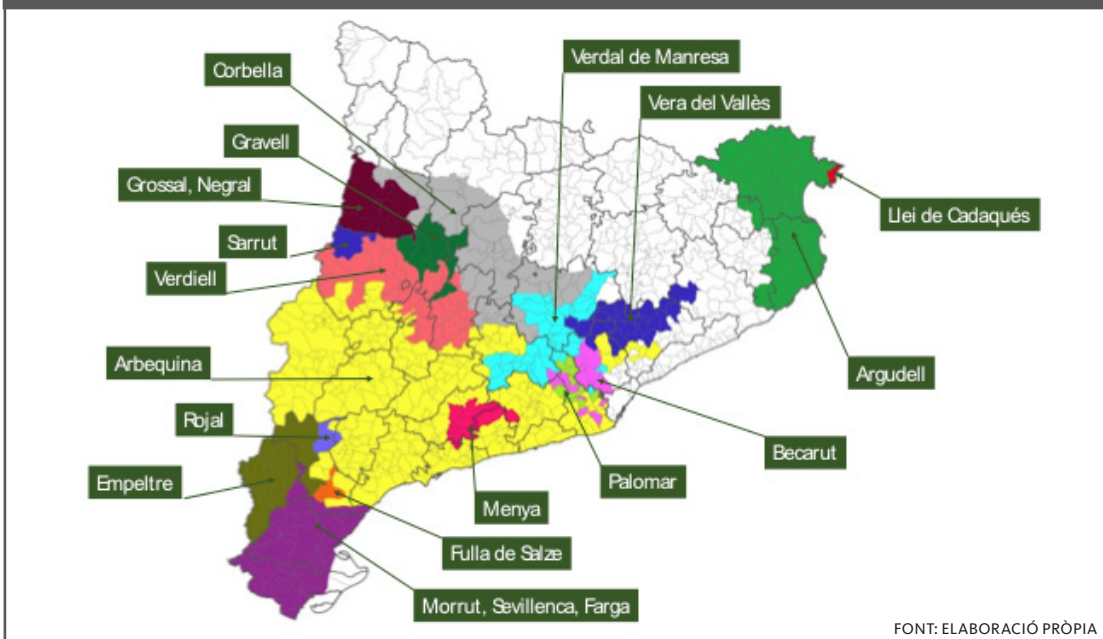 Corbella
Verdal de Manresa
Vera del Vallès
Gravell
Grossal, Negral
Llei de Cadaqués
Sarrut
Verdiell
Arbequina
Argudell
Rojal
Becarut
Empeltre
Palomar
Menya
Fulla de Salze
Morrut, Sevillenca, Farga
FONT: ELABORACIÓ PRÒPIA